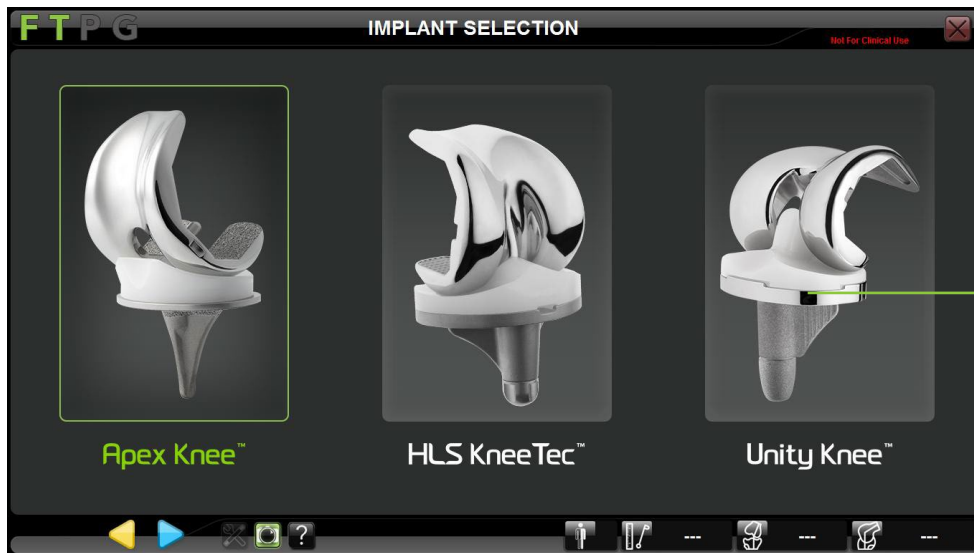 FTPG
IMPLANT SELECTION
Not For Clinical Use
Apex Knee™
HLS KneeTec™
Unity Knee™
?
--- 
---
---